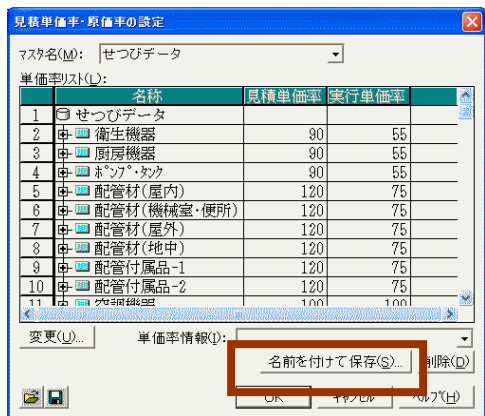 見積単価率・原価率の設定
マスタ名(M): せつびデータ
単価率リスト(L):
名称 見積単価率 実行単価率
1 せつびデータ
2 衛生機器 90 55
3 厨房機器 90 55
4 ポンプ・タンク 90 55
5 配管材(屋内) 120 75
6 配管材(機械室・便所) 120 75
7 配管材(屋外) 120 75
8 配管材(地中) 120 75
9 配管付属品-1 120 75
10 配管付属品-2 120 75
11 空調機器 100 100
変更(U)... 単価率情報(I):
名前を付けて保存(S)... 削除(D)
OK キャンセル ヘルプ(H)